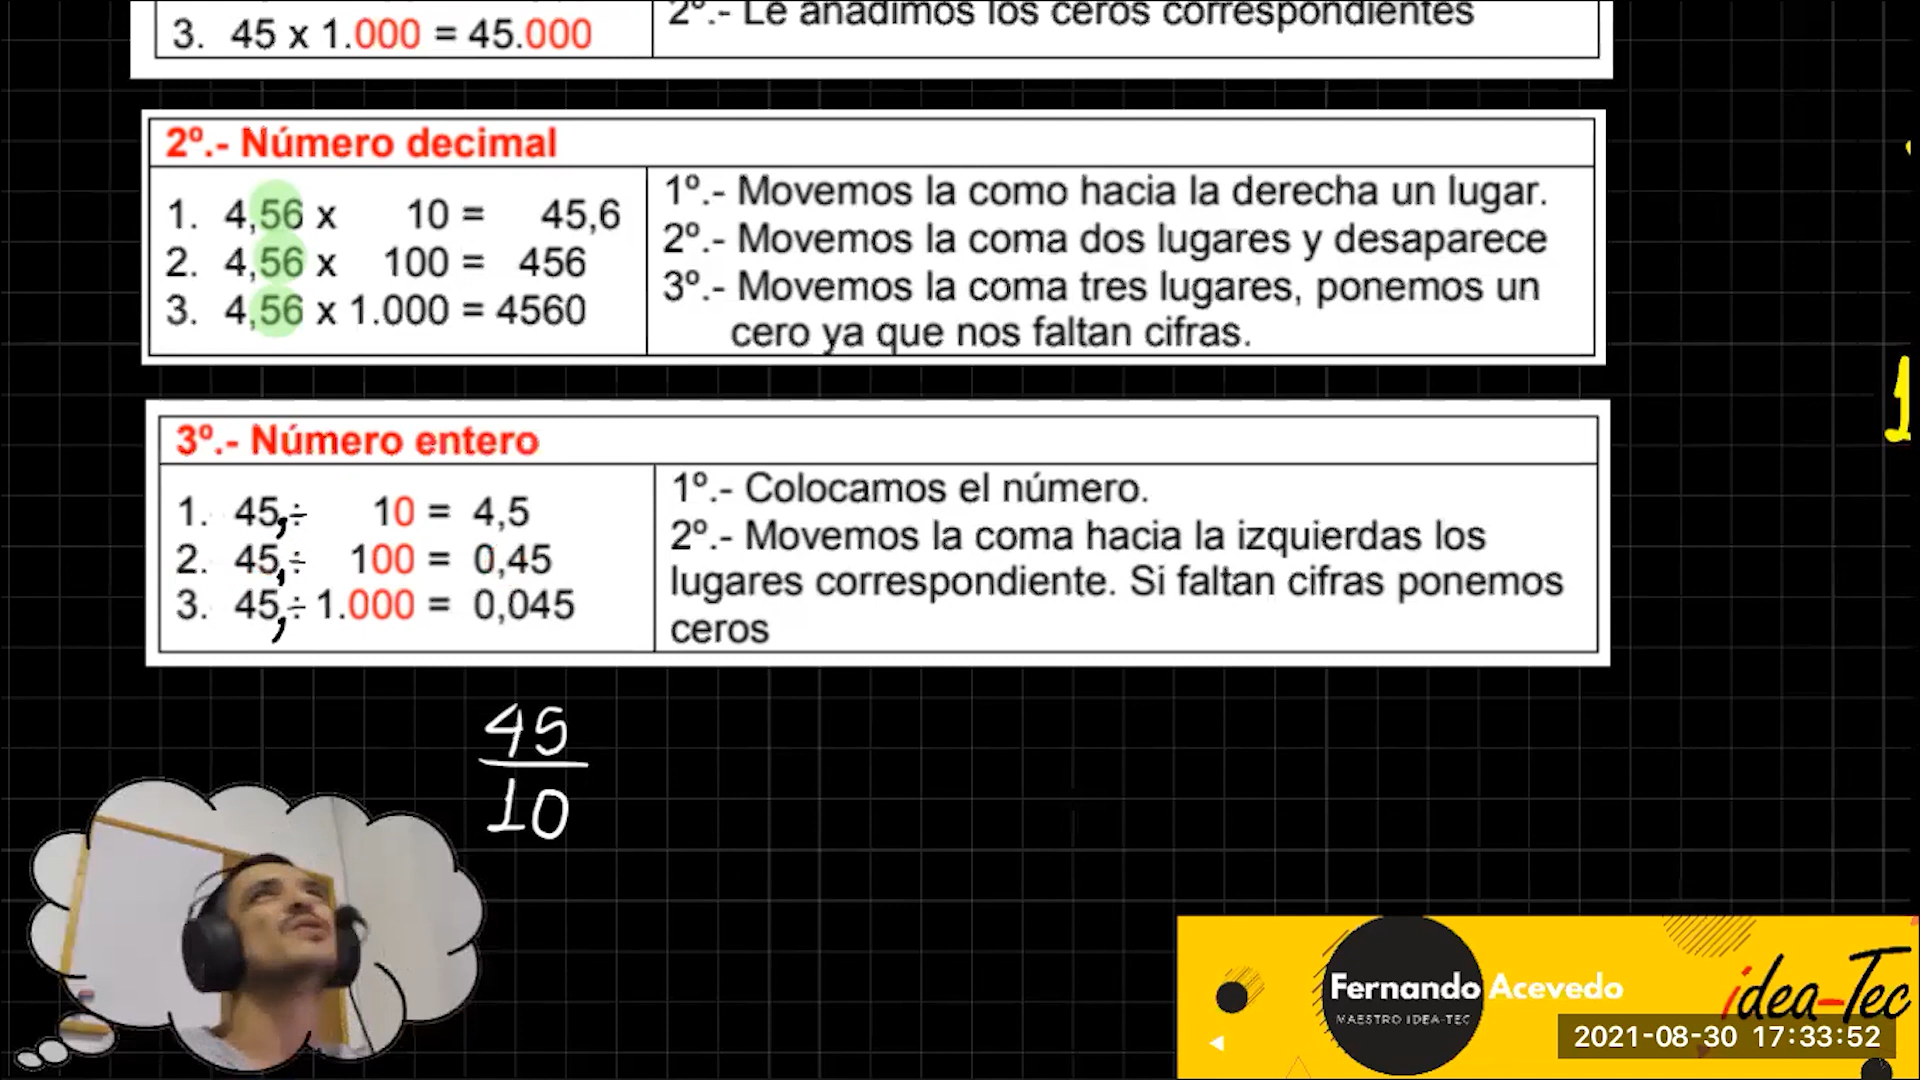 3. 45 x 1.000 = 45.000
2º.- Le añadimos los ceros correspondientes
2º.- Número decimal
1. 4,56 x 10 = 45,6
2. 4,56 x 100 = 456
3. 4,56 x 1.000 = 4560
1º.- Movemos la como hacia la derecha un lugar.
2º.- Movemos la coma dos lugares y desaparece
3º.- Movemos la coma tres lugares, ponemos un
cero ya que nos faltan cifras.
3º.- Número entero
1. 45,÷ 10 = 4,5
2. 45,÷ 100 = 0,45
3. 45,÷ 1.000 = 0,045
1º.- Colocamos el número.
2º.- Movemos la coma hacia la izquierdas los
lugares correspondiente. Si faltan cifras ponemos
ceros
45
10
Fernando Acevedo
MAESTRO IDEA-TEC
idea-Tec
2021-08-30 17:33:52